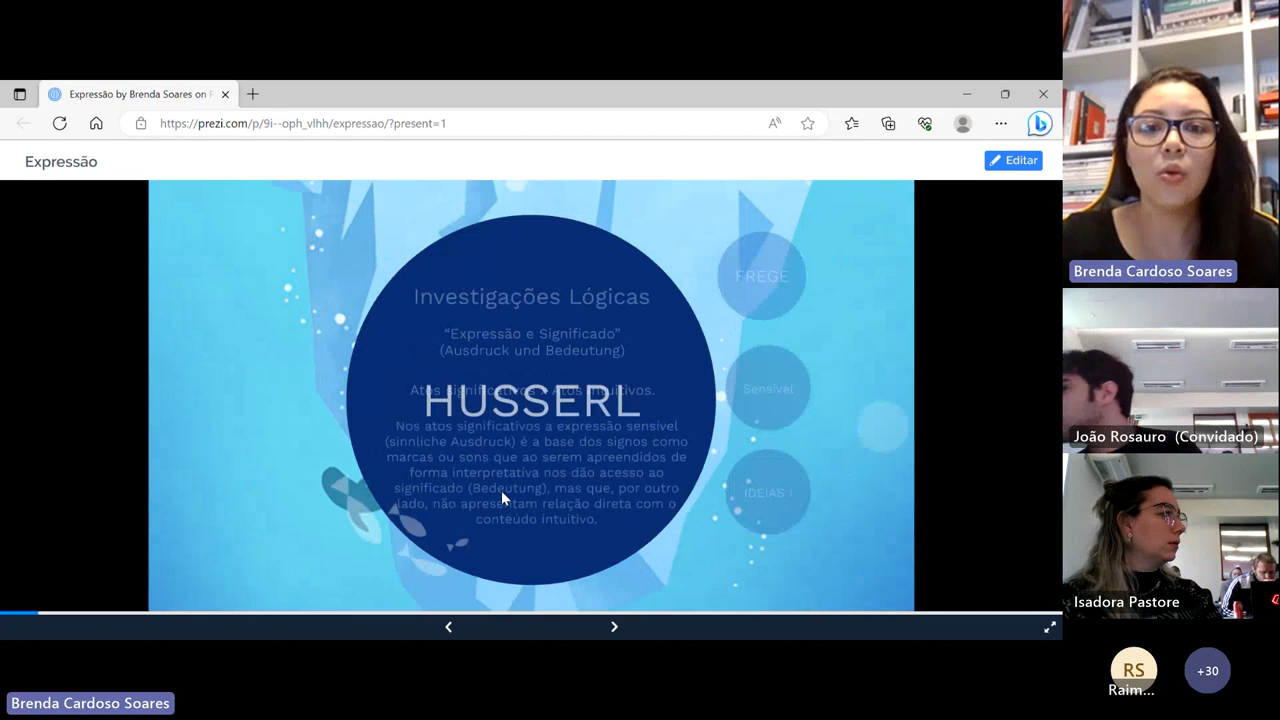 Expressão by Brenda Soares on P
https://prezi.com/p/9i--oph_vlhh/expressao/?present=1
Expressão
Editar
Investigações Lógicas
“Expressão e Significado”
(Ausdruck und Bedeutung)
Atos significativos x Atos intuitivos.
HUSSERL
Nos atos significativos a expressão sensível
(sinnliche Ausdruck) é a base dos signos como
marcas ou sons que ao serem apreendidos de
forma interpretativa nos dão acesso ao
significado (Bedeutung), mas que, por outro
lado, não apresentam relação direta com o
conteúdo intuitivo.
FREGE
Sensível
IDEIAS I
Brenda Cardoso Soares
João Rosauro (Convidado)
Isadora Pastore
RS
Raim...
+30
Brenda Cardoso Soares